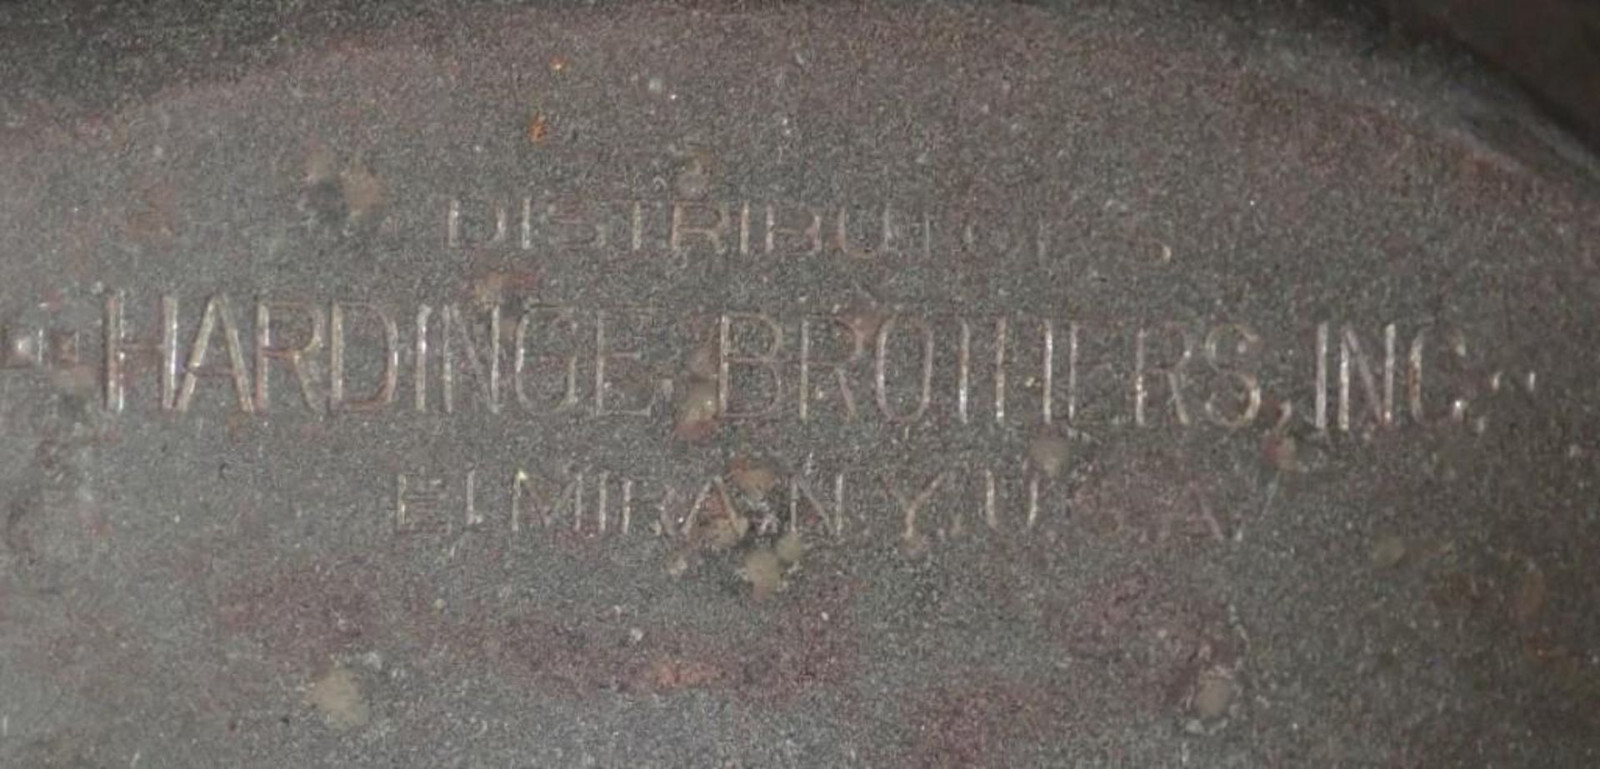 DISTRIBUTORS
HARDINGE BROTHERS, INC.
ELMIRA, N.Y. U.S.A.